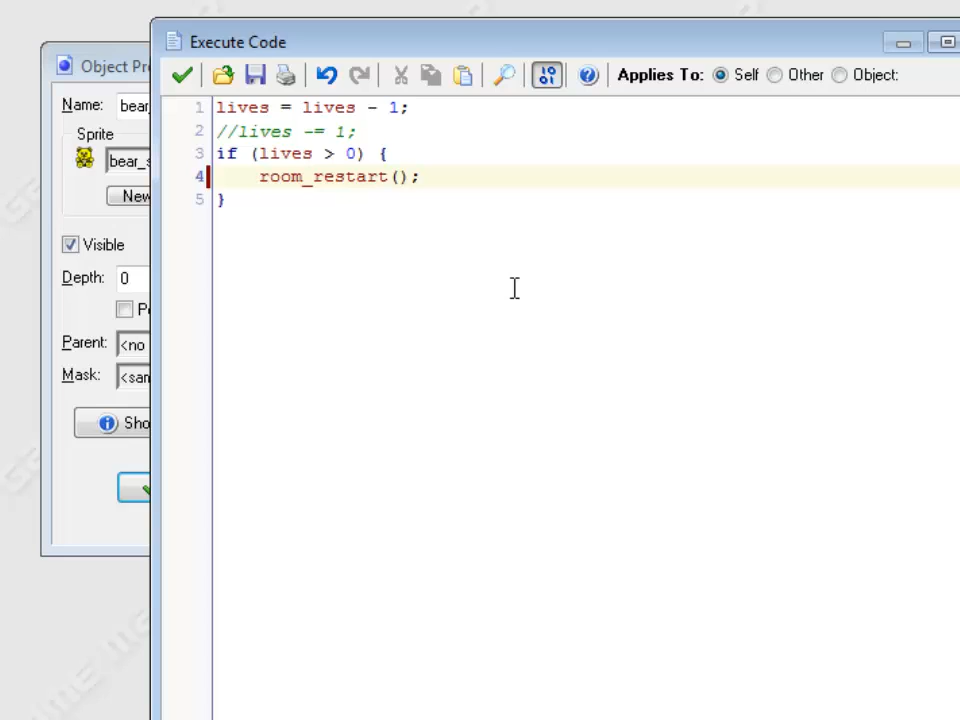 Execute Code
Object Pr
Applies To: Self Other Object:
Name: bear_
Sprite
bear_s
New
Visible
Depth: 0
P
Parent: <no
Mask: <sam
Sho
1 lives = lives - 1;
2 //lives -= 1;
3 if (lives > 0) {
4 room_restart();
5 }